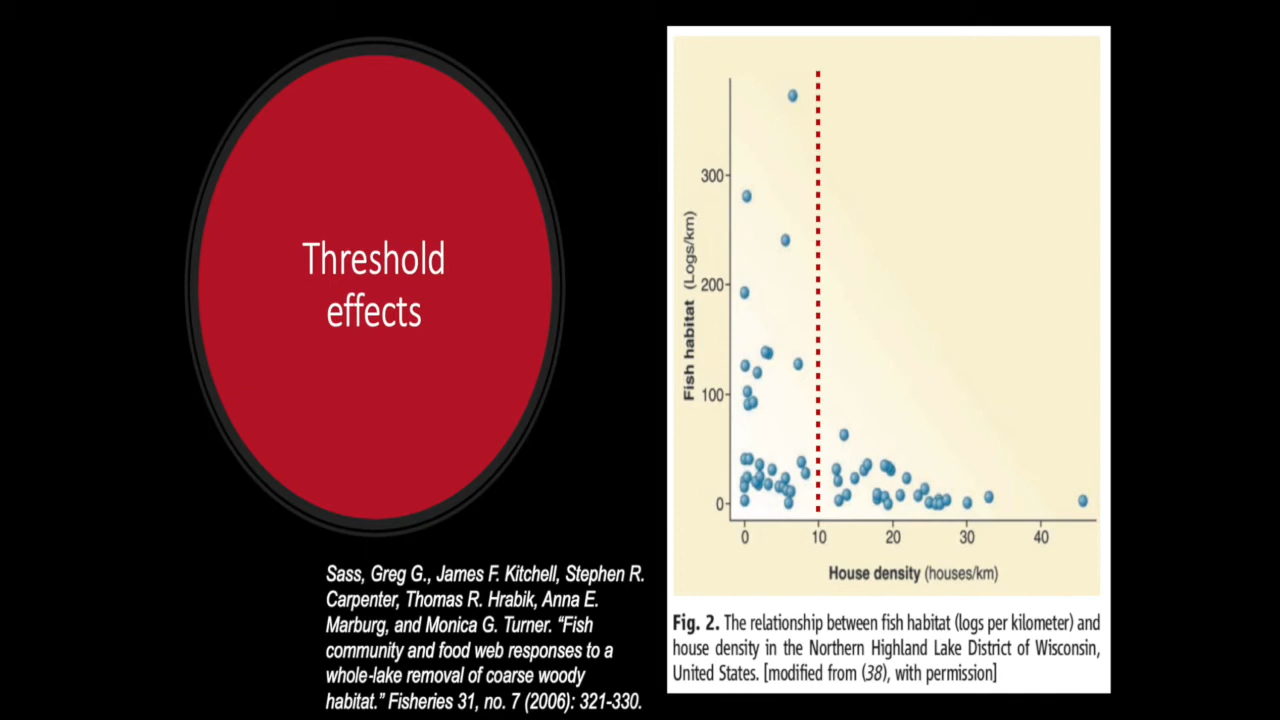 Threshold
effects
Sass, Greg G., James F. Kitchell, Stephen R.
Carpenter, Thomas R. Hrabik, Anna E.
Marburg, and Monica G. Turner. “Fish
community and food web responses to a
whole-lake removal of coarse woody
habitat.” Fisheries 31, no. 7 (2006): 321-330.
Fish habitat (Logs/km)
300
200
100
0
0 10 20 30 40
House density (houses/km)
Fig. 2. The relationship between fish habitat (logs per kilometer) and
house density in the Northern Highland Lake District of Wisconsin,
United States. [modified from (38), with permission]